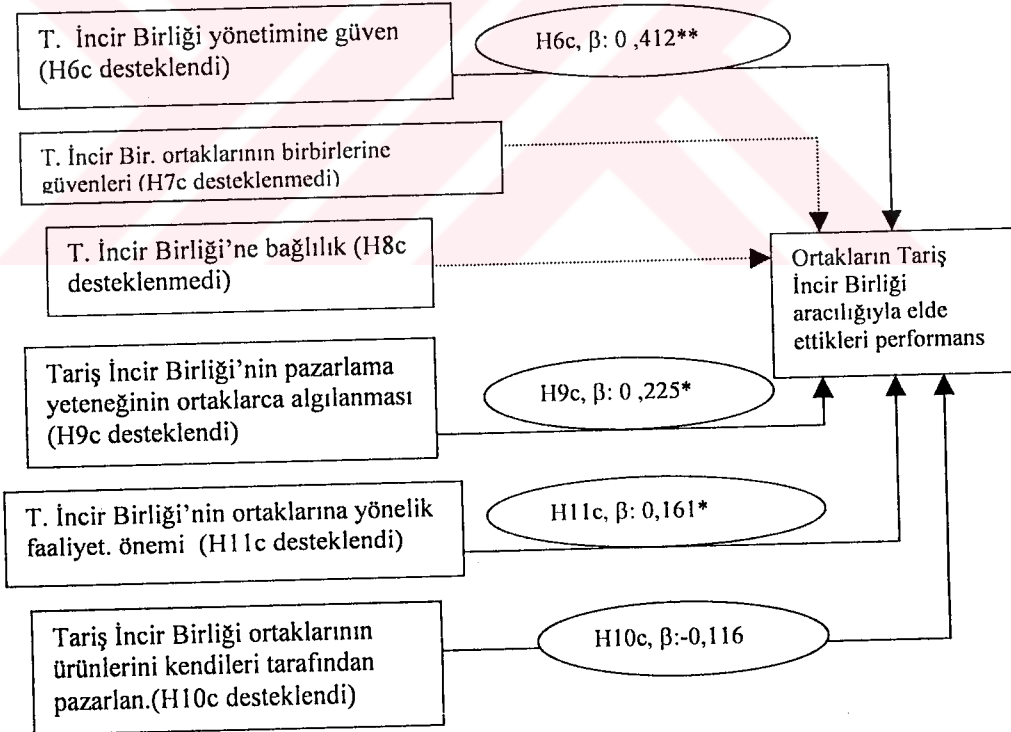 T. İncir Birliği yönetimine güven
(H6c desteklendi)
H6c, β: 0 ,412**
T. İncir Bir. ortaklarının birbirlerine
güvenleri (H7c desteklenmedi)
T. İncir Birliği’ne bağlılık (H8c
desteklenmedi)
Ortakların Tariş
İncir Birliği
aracılığıyla elde
ettikleri performans
Tariş İncir Birliği’nin pazarlama
yeteneğinin ortaklarca algılanması
(H9c desteklendi)
H9c, β: 0 ,225*
T. İncir Birliği’nin ortaklarına yönelik
faaliyet. önemi (H11c desteklendi)
H11c, β: 0,161*
Tariş İncir Birliği ortaklarının
ürünlerini kendileri tarafından
pazarlan.(H10c desteklendi)
H10c, β:-0,116